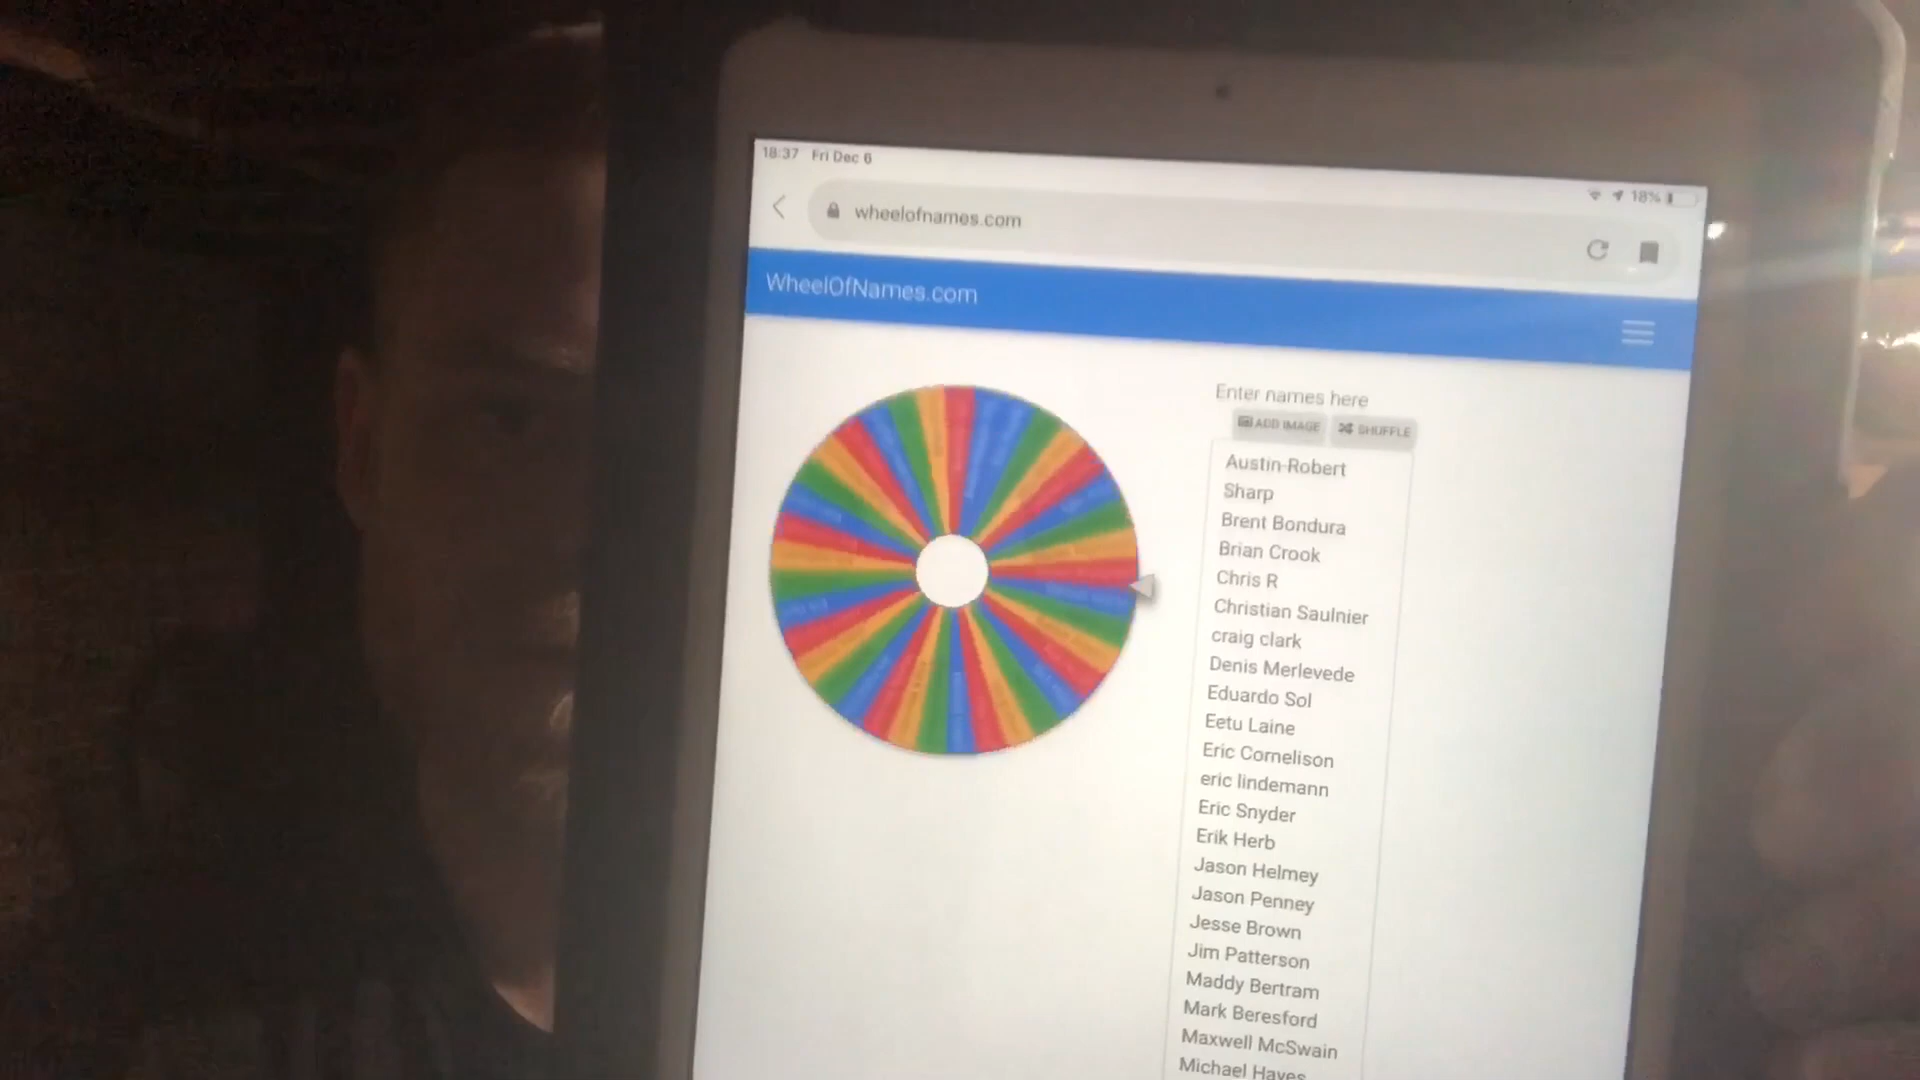 18:37 Fri Dec 6
18%
wheelofnames.com
WheelOfNames.com
Enter names here
ADD IMAGE
SHUFFLE
Austin-Robert
Sharp
Brent Bondura
Brian Crook
Chris R
Christian Saulnier
craig clark
Denis Merlevede
Eduardo Sol
Eetu Laine
Eric Cornelison
eric lindemann
Eric Snyder
Erik Herb
Jason Helmey
Jason Penney
Jesse Brown
Jim Patterson
Maddy Bertram
Mark Beresford
Maxwell McSwain
Michael Hayes